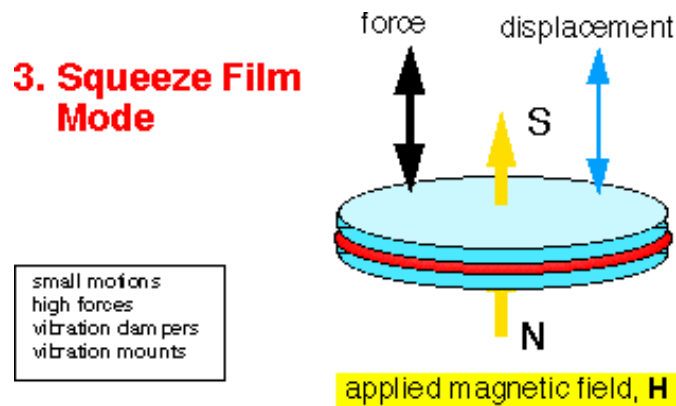 force
displacement
3. Squeeze Film
Mode
S
small motions
high forces
vibration dampers
vibration mounts
N
applied magnetic field, H